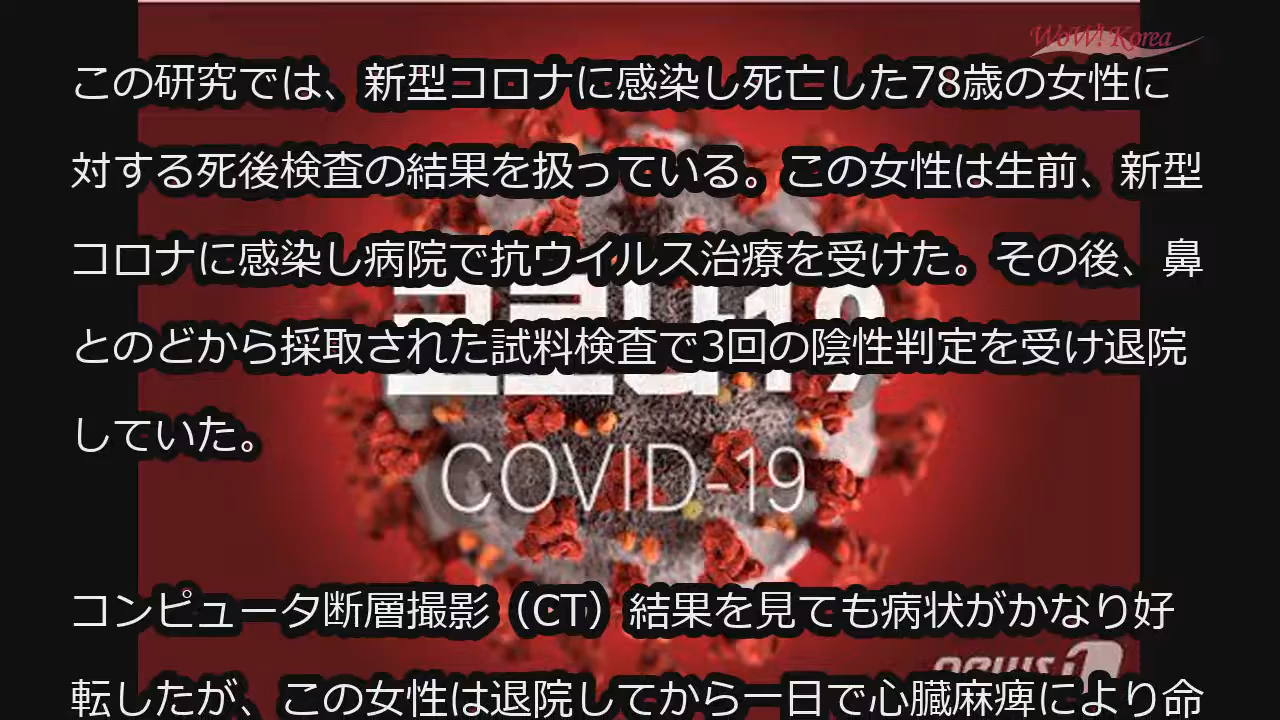 WoW! Korea
この研究では、新型コロナに感染し死亡した78歳の女性に
対する死後検査の結果を扱っている。この女性は生前、新型
コロナに感染し病院で抗ウイルス治療を受けた。その後、鼻
とのどから採取された試料検査で3回の陰性判定を受け退院
していた。
COVID-19
コンピュータ断層撮影（CT）結果を見ても病状がかなり好
news1
転したが、この女性は退院してから一日で心臓麻痺により命